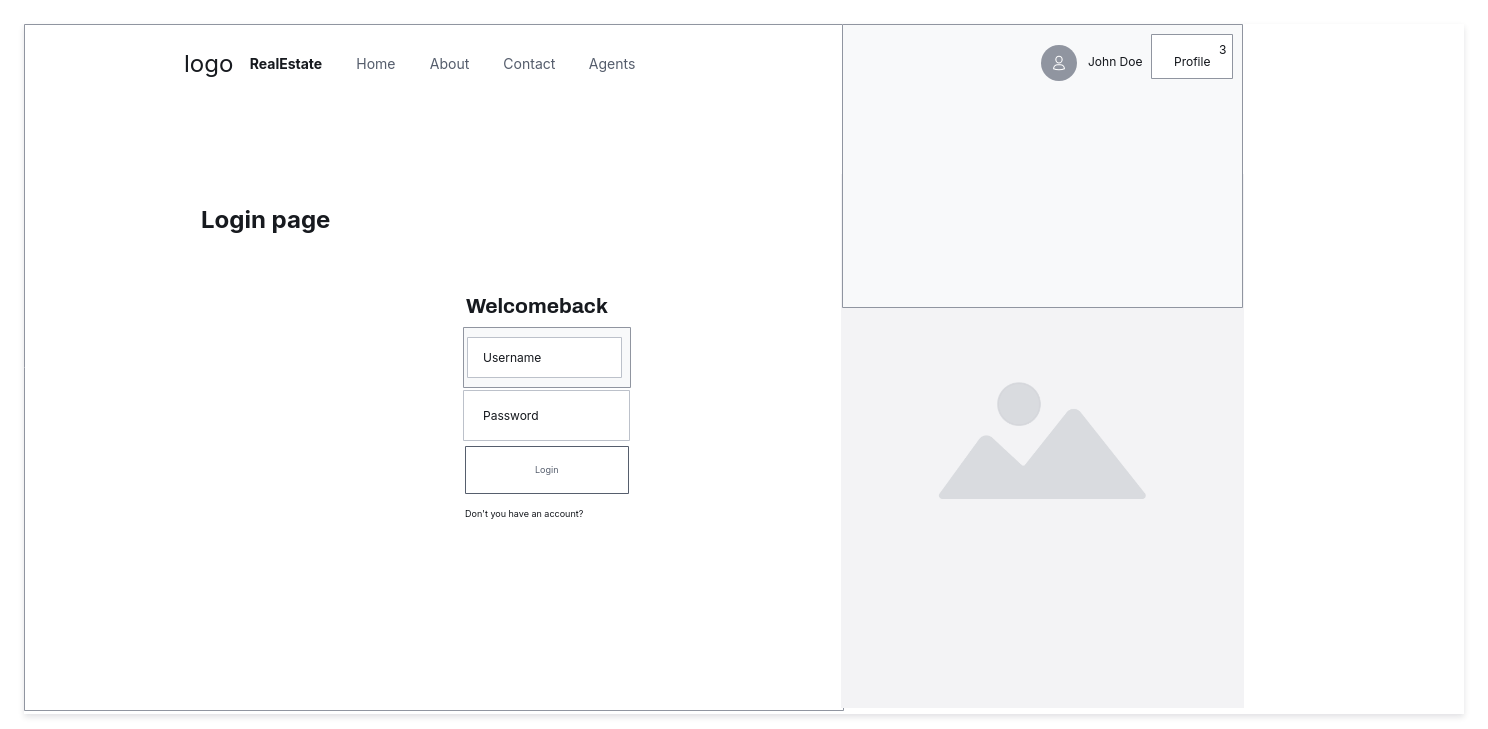 logo RealEstate Home About Contact Agents
John Doe
3
Profile
Login page
Welcomeback
Username
Password
Login
Don't you have an account?